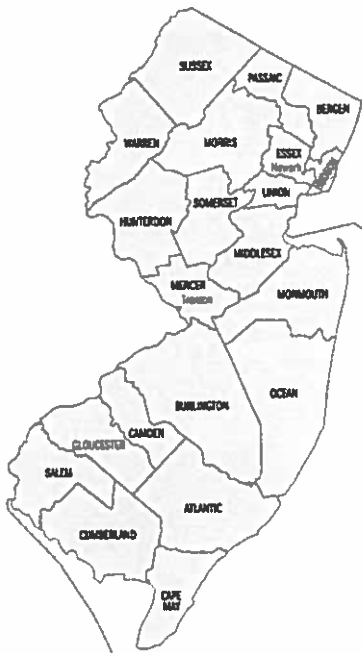 SUSSEX
PASSAIC
BERGEN
WARREN
MORRIS
ESSEX
Newark
UNION
SOMERSET
HUNTERDON
MIDDLESEX
MERCER
Trenton
MONMOUTH
OCEAN
BURLINGTON
CAMDEN
GLOUCESTER
SALEM
ATLANTIC
CUMBERLAND
CAPE
MAY